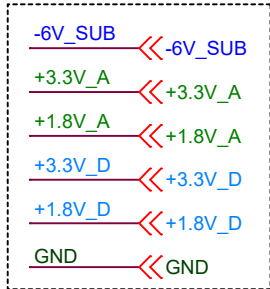 -6V_SUB -6V_SUB
+3.3V_A +3.3V_A
+1.8V_A +1.8V_A
+3.3V_D +3.3V_D
+1.8V_D +1.8V_D
GND GND